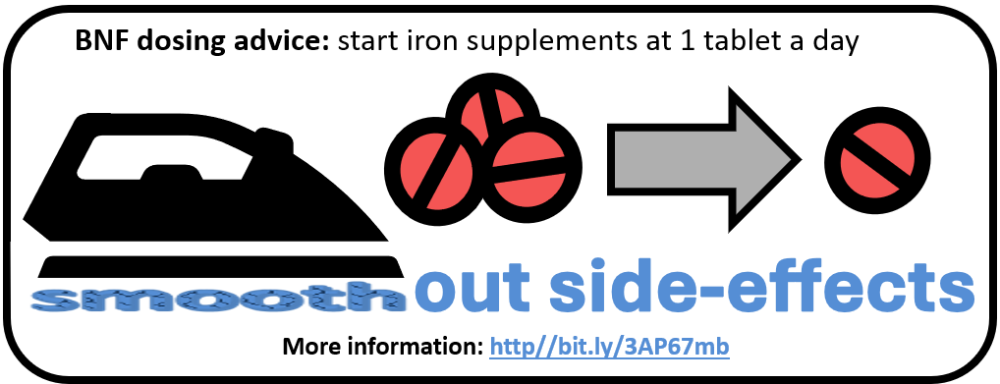 BNF dosing advice: start iron supplements at 1 tablet a day
smooth out side-effects
More information: http//bit.ly/3AP67mb